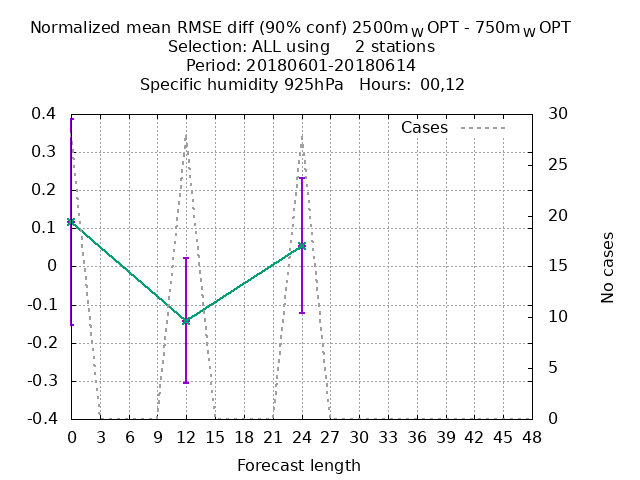 Normalized mean RMSE diff (90% conf) 2500m W OPT - 750m W OPT
Selection: ALL using 2 stations
Period: 20180601-20180614
Specific humidity 925hPa Hours: 00,12
Cases
0.4
0.3
0.2
0.1
0
-0.1
-0.2
-0.3
-0.4
30
25
20
15
10
5
0
No cases
0 3 6 9 12 15 18 21 24 27 30 33 36 39 42 45 48
Forecast length